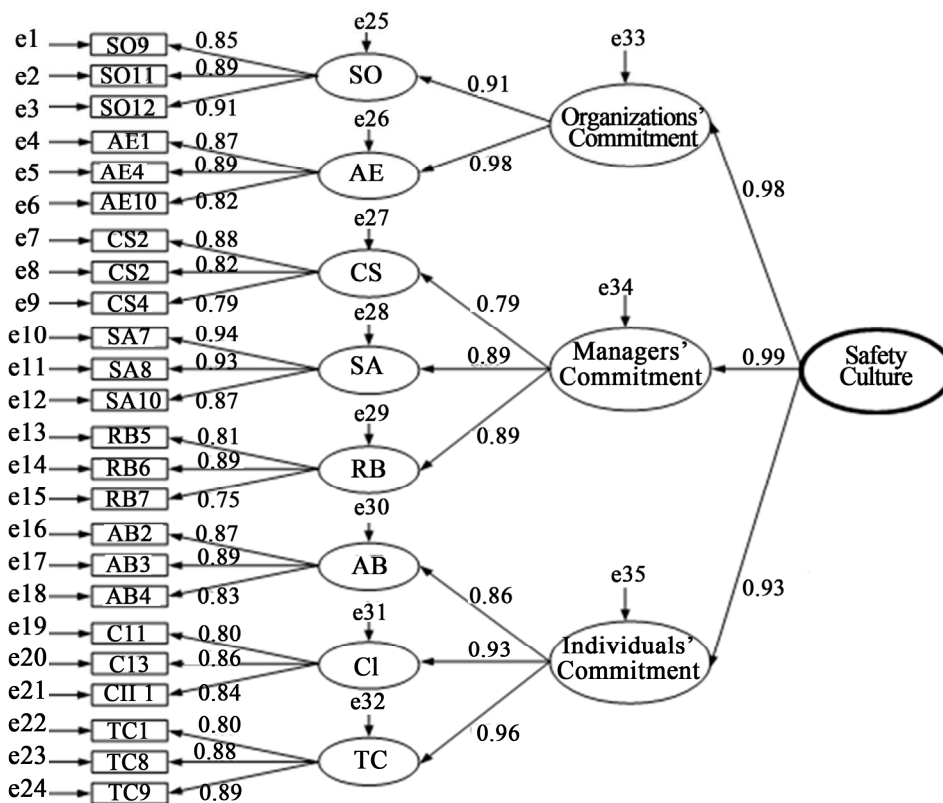 e25
e1 SO9 0.85
e33
e2 SO11 0.89 SO
e3 SO12 0.91
0.91
e26
Organizations'
Commitment
e4 AE1 0.87
e5 AE4 0.89 AE
0.98
e6 AE10 0.82
0.98
e27
e7 CS2 0.88
e8 CS2 0.82 CS
e9 CS4 0.79
0.79
e34
e28
e10 SA7 0.94
e11 SA8 0.93 SA
0.89
Managers'
Commitment
0.99
Safety
Culture
e12 SA10 0.87
e29
0.89
e13 RB5 0.81
e14 RB6 0.89 RB
e15 RB7 0.75
e30
e16 AB2 0.87
e17 AB3 0.89 AB
e35
0.86
0.93
e18 AB4 0.83
e31
e19 C11 0.80
e20 C13 0.86 Cl
0.93
Individuals'
Commitment
e21 CII 1 0.84
e32
e22 TC1 0.80
0.96
e23 TC8 0.88 TC
e24 TC9 0.89